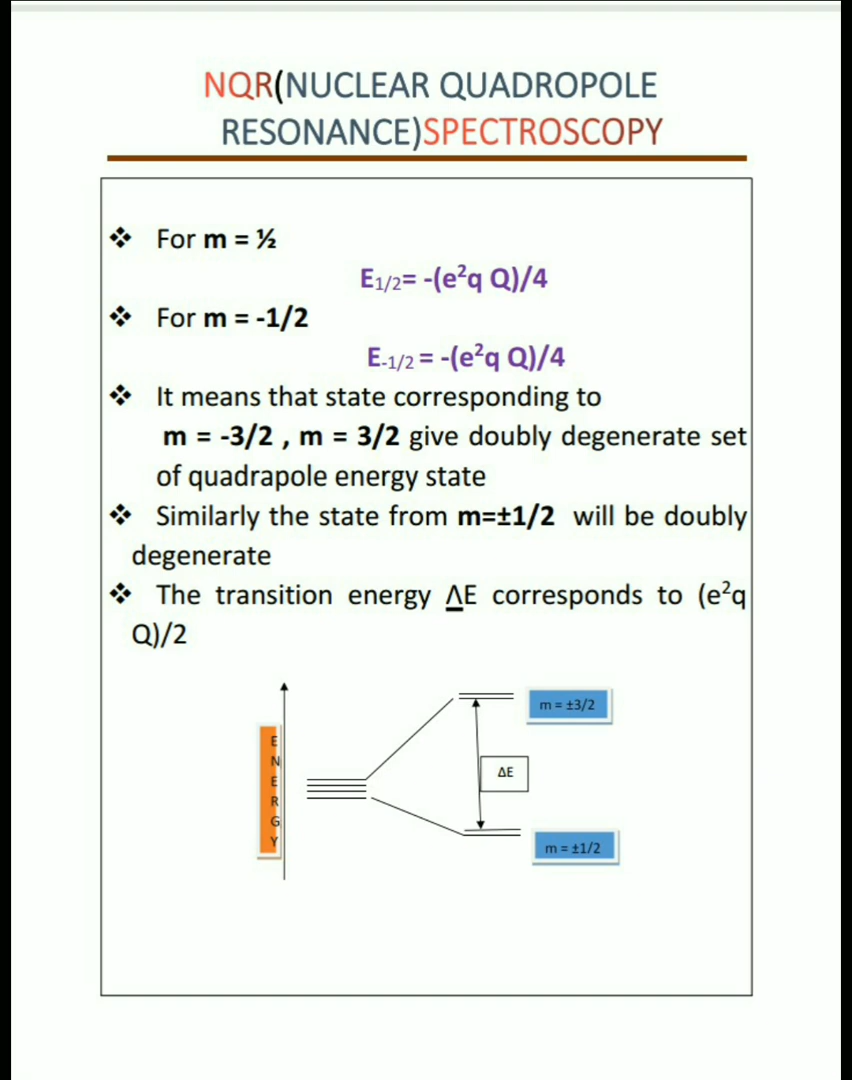 NQR(NUCLEAR QUADROPOLE
RESONANCE)SPECTROSCOPY
❖ For m = ½
E1/2= -(e²q Q)/4
❖ For m = -1/2
E-1/2 = -(e²q Q)/4
❖ It means that state corresponding to
m = -3/2 , m = 3/2 give doubly degenerate set
of quadrapole energy state
❖ Similarly the state from m=±1/2 will be doubly
degenerate
❖ The transition energy ΔE corresponds to (e²q
Q)/2
m = ±3/2
E
N
E
R
G
Y
ΔE
m = ±1/2